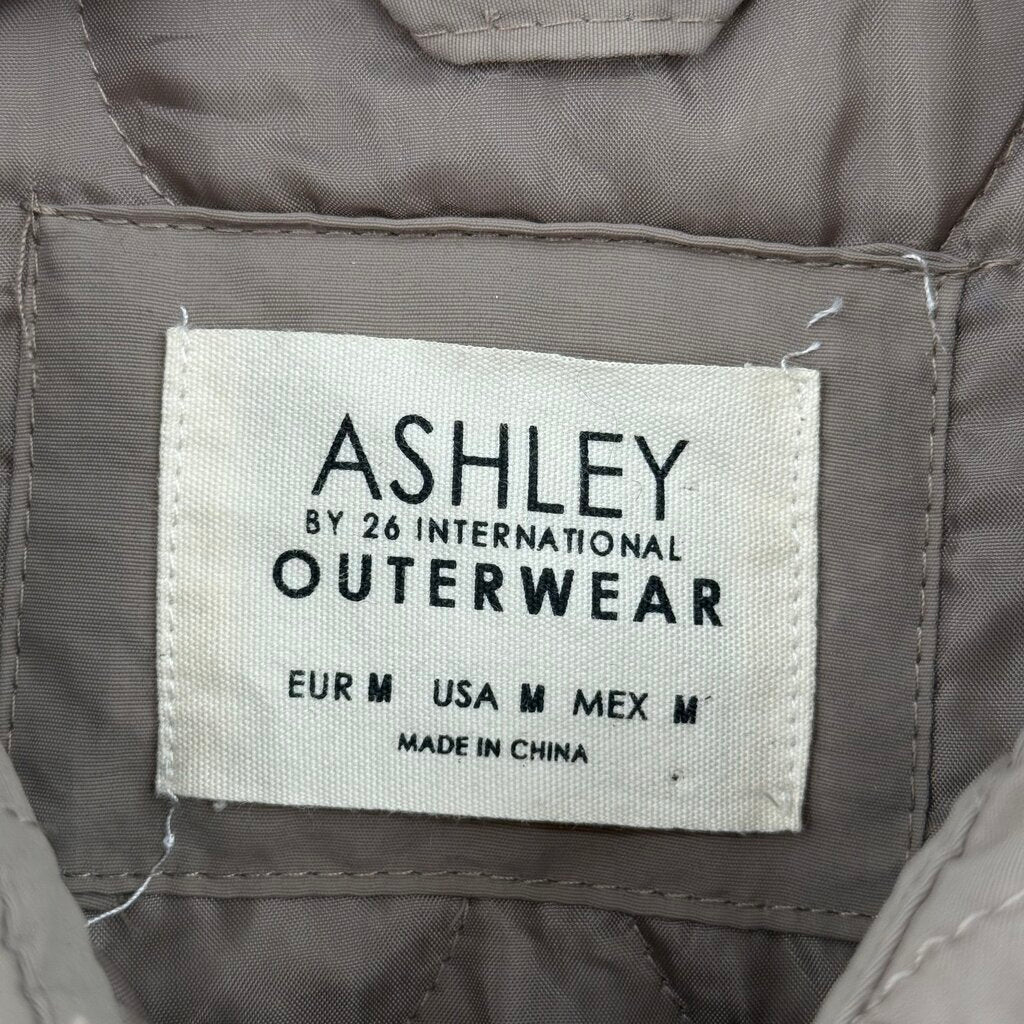 ASHLEY
BY 26 INTERNATIONAL
OUTERWEAR
EUR M USA M MEX M
MADE IN CHINA